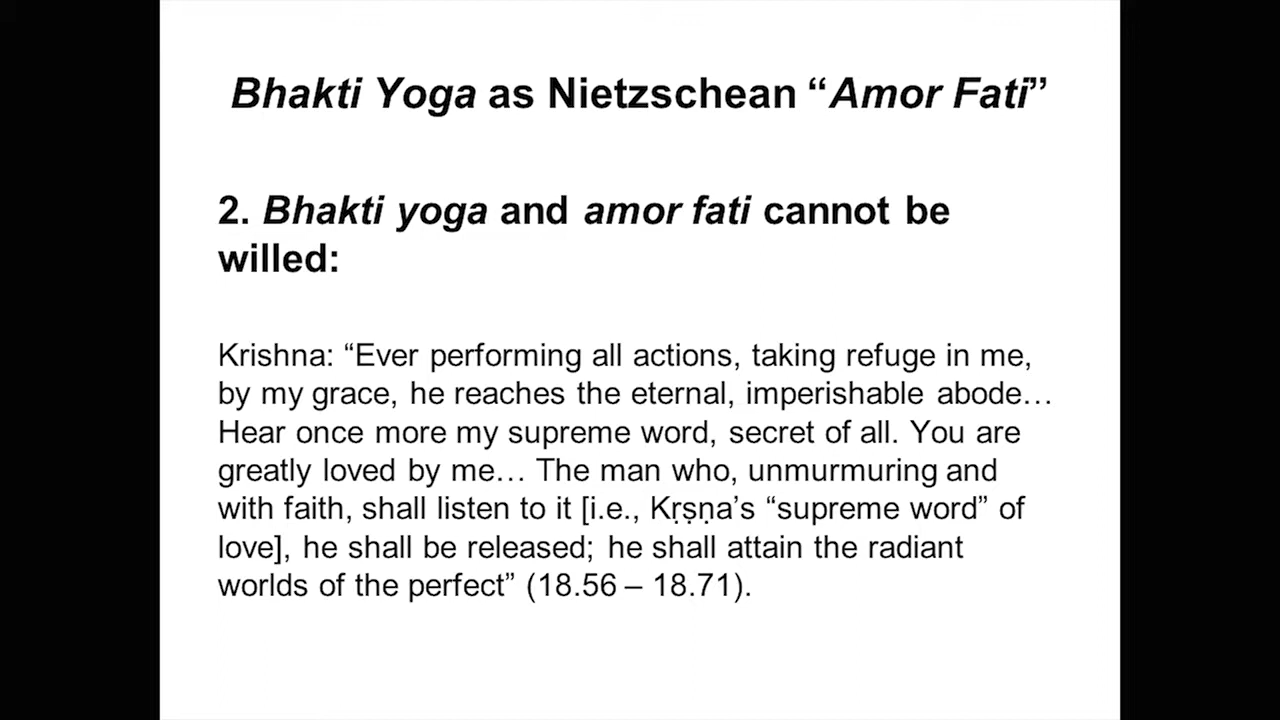 Bhakti Yoga as Nietzschean “Amor Fati”
2. Bhakti yoga and amor fati cannot be
willed:
Krishna: “Ever performing all actions, taking refuge in me,
by my grace, he reaches the eternal, imperishable abode…
Hear once more my supreme word, secret of all. You are
greatly loved by me… The man who, unmurmuring and
with faith, shall listen to it [i.e., Kṛṣṇa’s “supreme word” of
love], he shall be released; he shall attain the radiant
worlds of the perfect” (18.56 – 18.71).